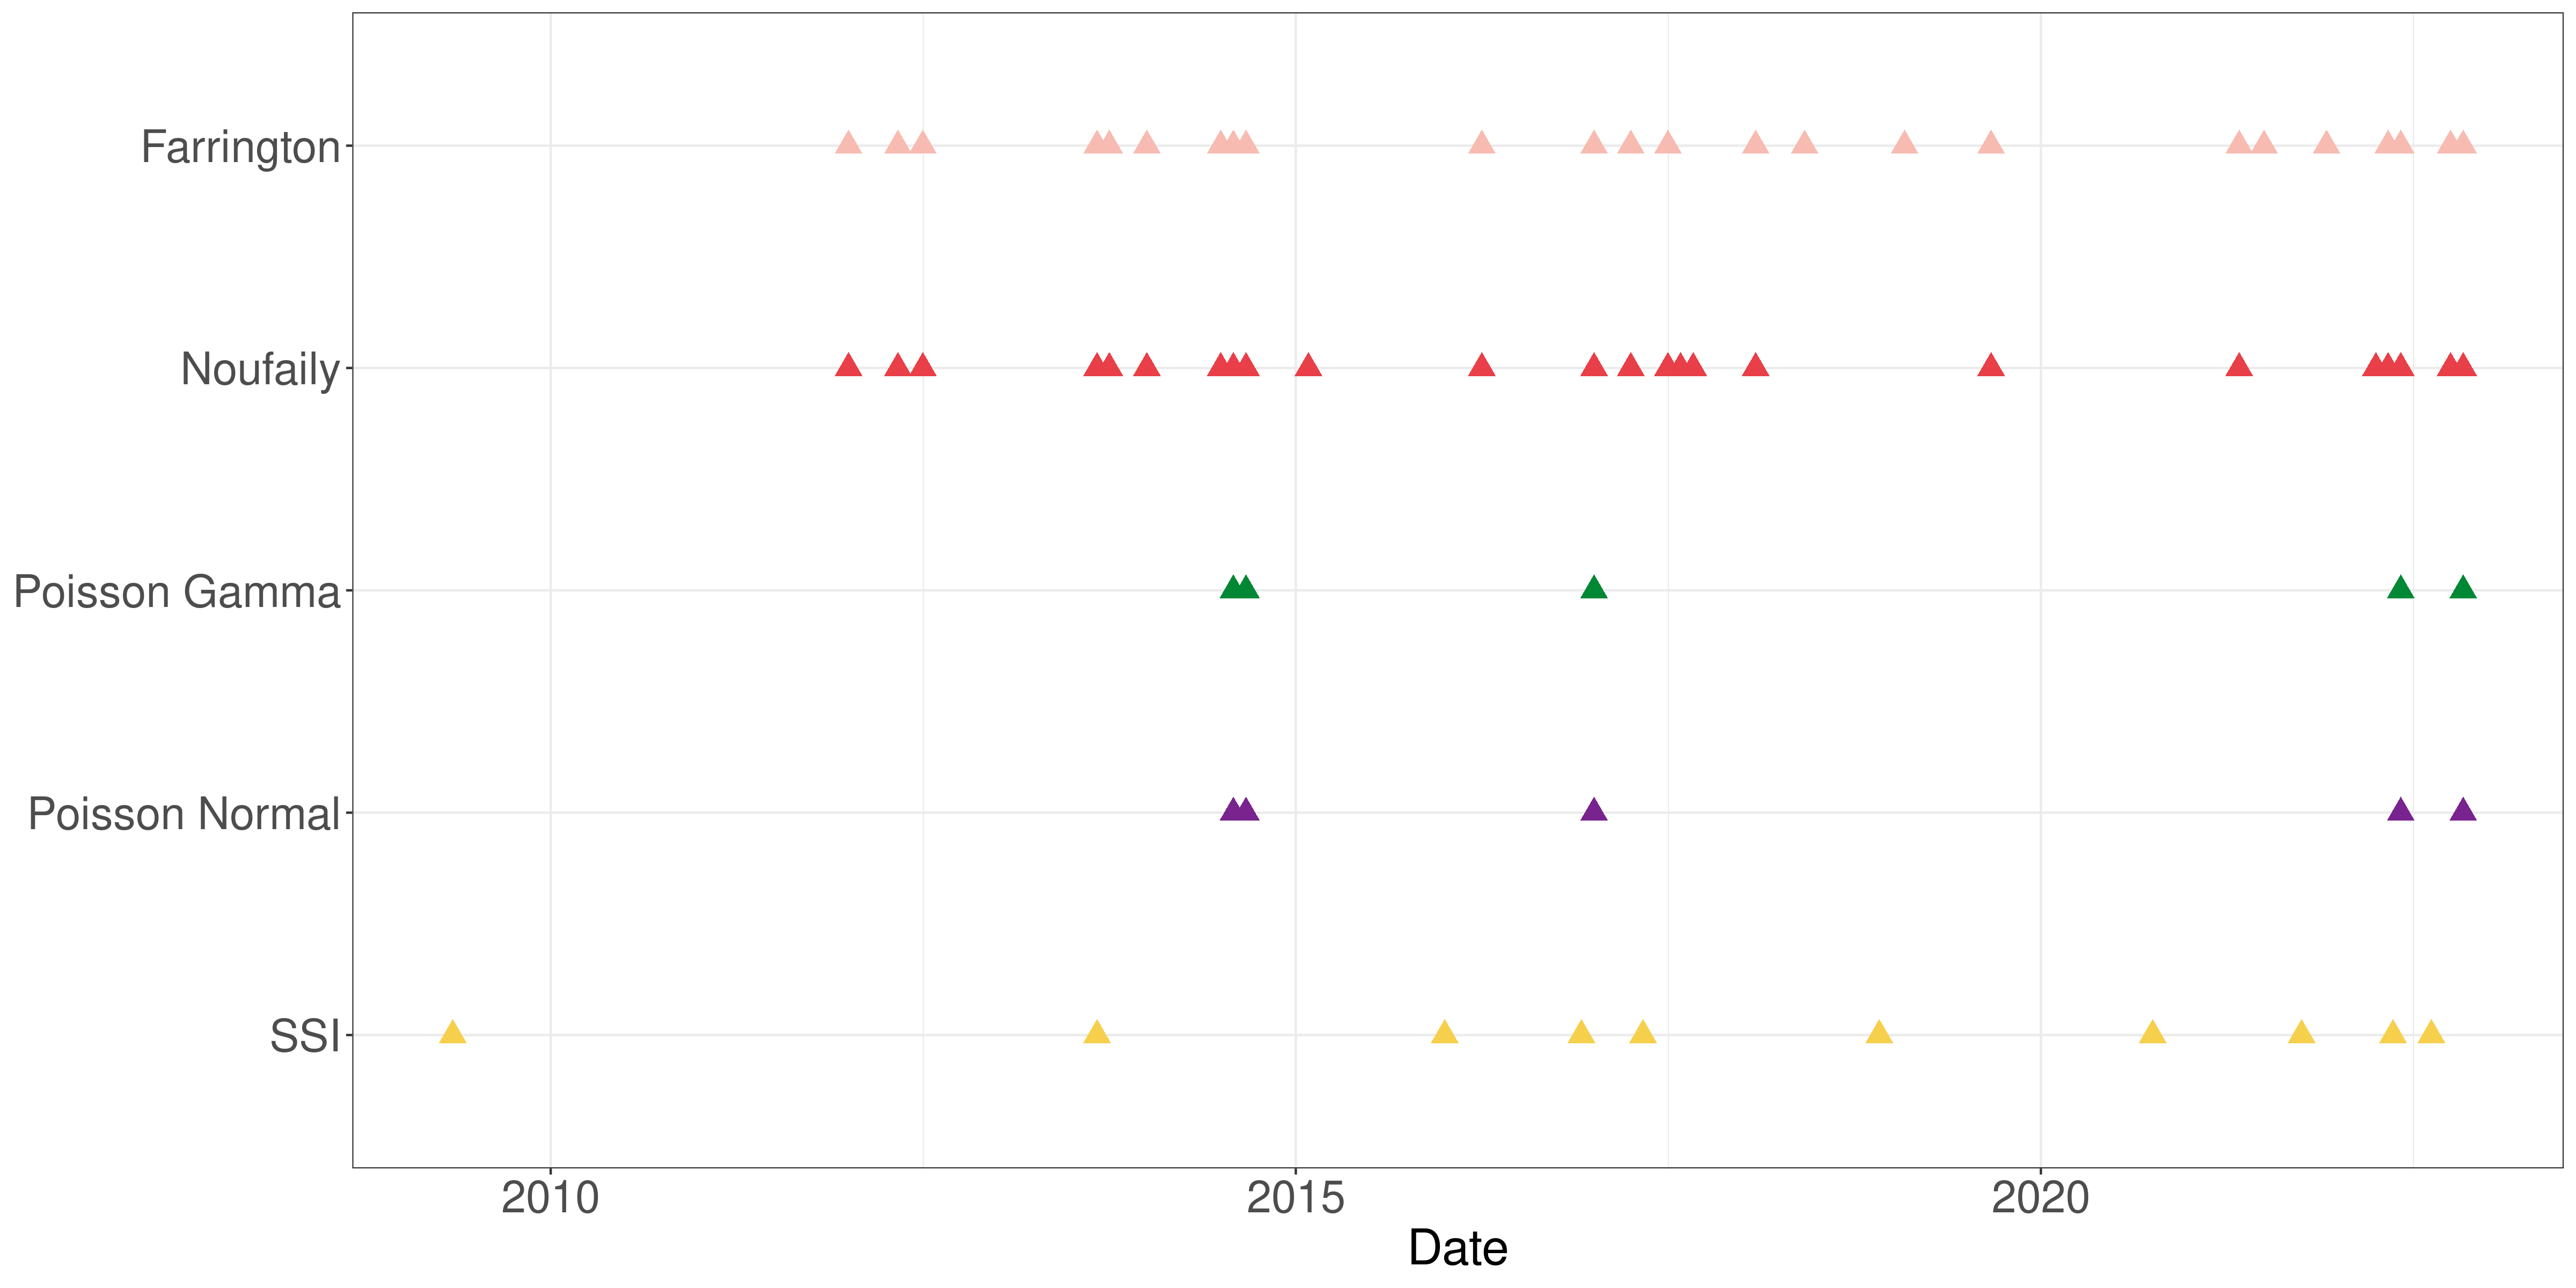 Farrington
Noufaily
Poisson Gamma
Poisson Normal
SSI
2010 2015 2020
Date